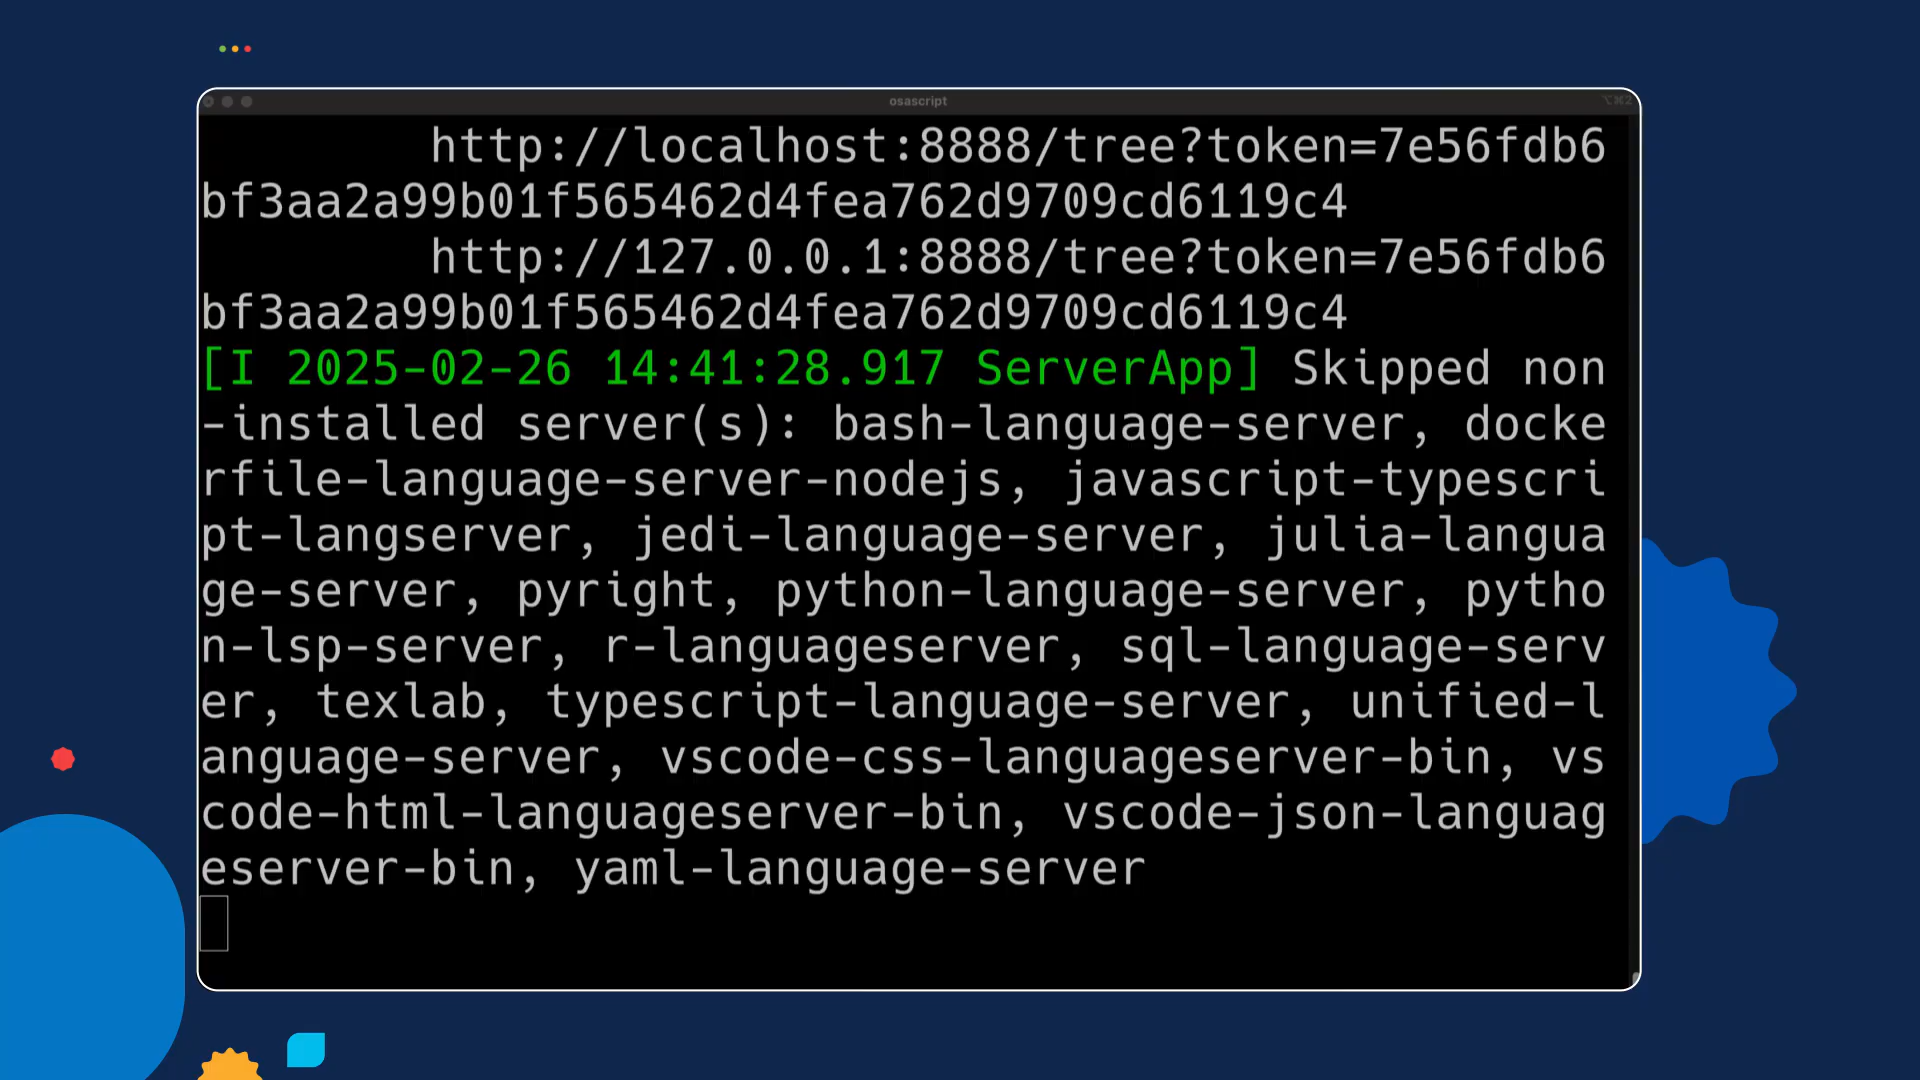 osascript
⌥⌘2
http://localhost:8888/tree?token=7e56fdb6
bf3aa2a99b01f565462d4fea762d9709cd6119c4
http://127.0.0.1:8888/tree?token=7e56fdb6
bf3aa2a99b01f565462d4fea762d9709cd6119c4
[I 2025-02-26 14:41:28.917 ServerApp] Skipped non
-installed server(s): bash-language-server, docke
rfile-language-server-nodejs, javascript-typescri
pt-langserver, jedi-language-server, julia-langua
ge-server, pyright, python-language-server, pytho
n-lsp-server, r-languageserver, sql-language-serv
er, texlab, typescript-language-server, unified-l
anguage-server, vscode-css-languageserver-bin, vs
code-html-languageserver-bin, vscode-json-languag
eserver-bin, yaml-language-server